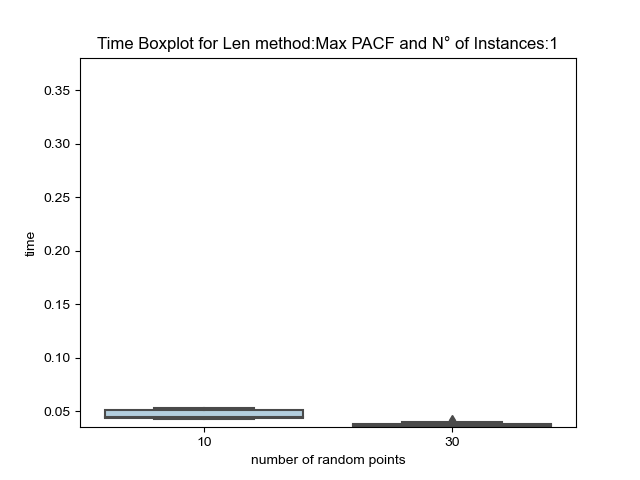 Time Boxplot for Len method:Max PACF and N° of Instances:1
0.35
0.30
0.25
0.20
0.15
0.10
0.05
time
10 30
number of random points